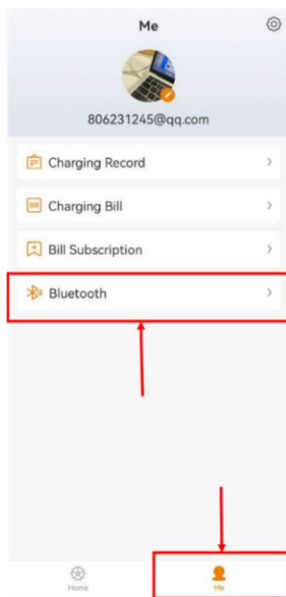 Me
806231245@qq.com
Charging Record
Charging Bill
Bill Subscription
Bluetooth
Home
Me